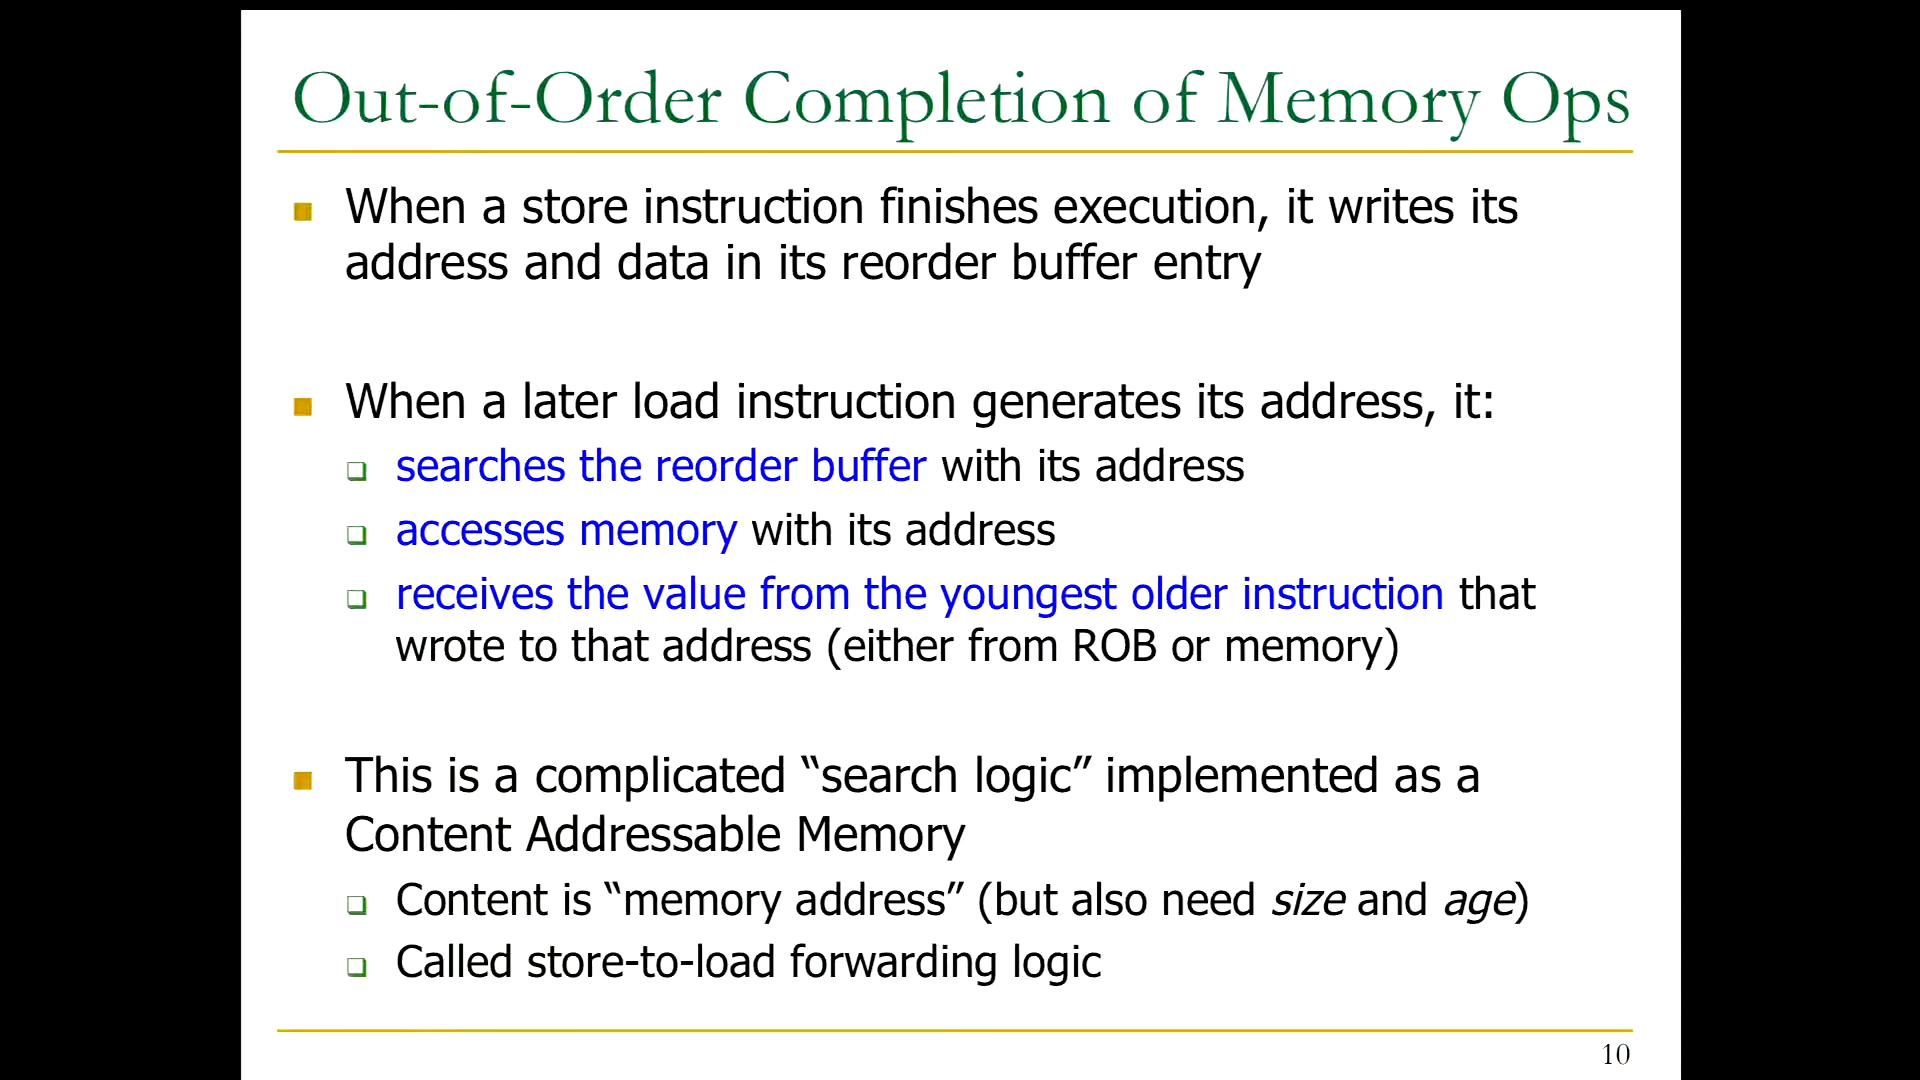 Out-of-Order Completion of Memory Ops
When a store instruction finishes execution, it writes its
address and data in its reorder buffer entry
When a later load instruction generates its address, it:
searches the reorder buffer with its address
accesses memory with its address
receives the value from the youngest older instruction that
wrote to that address (either from ROB or memory)
This is a complicated “search logic” implemented as a
Content Addressable Memory
Content is “memory address” (but also need size and age)
Called store-to-load forwarding logic
10